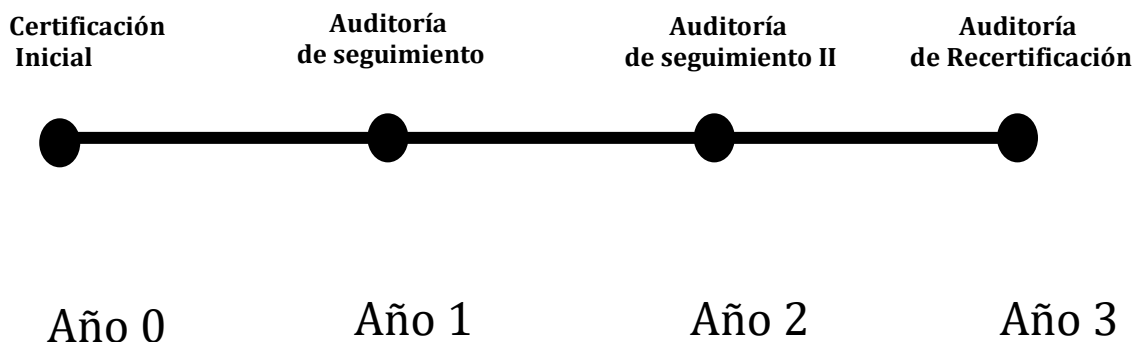 Certificación
Inicial
Auditoría
de seguimiento
Auditoría
de seguimiento II
Auditoría
de Recertificación
Año 0
Año 1
Año 2
Año 3